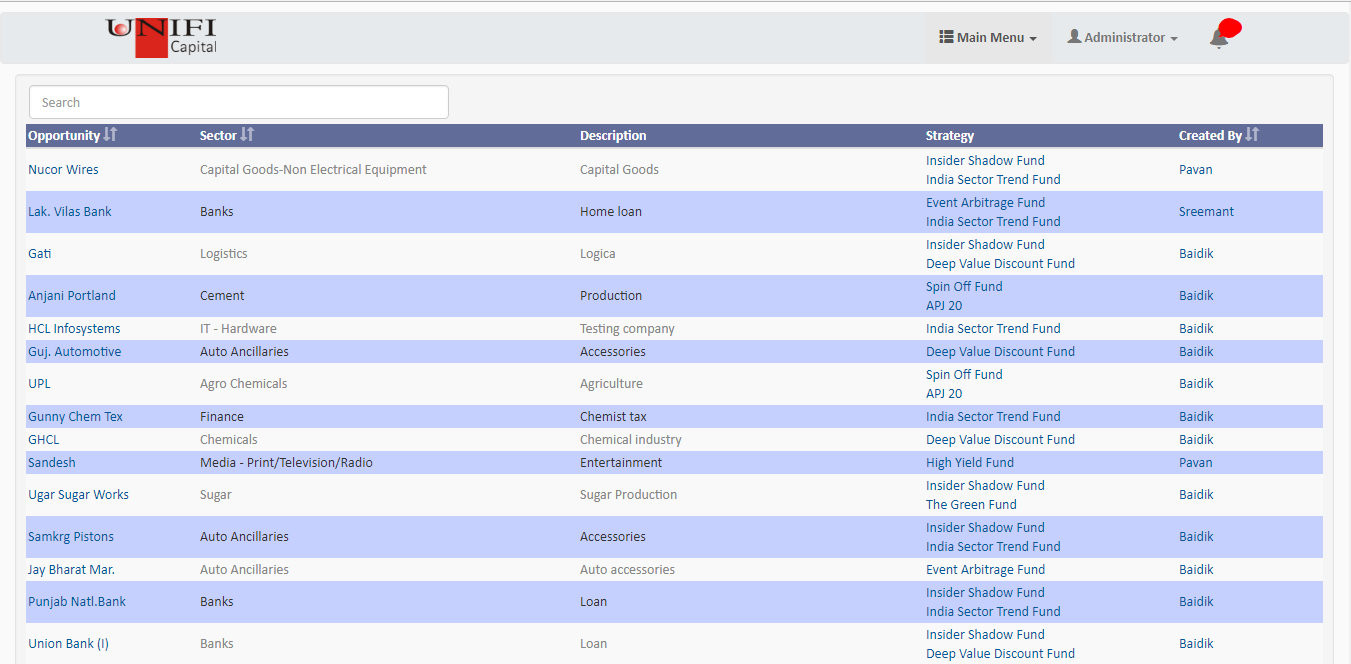 UNIFI
Capital
Main Menu
Administrator
Search
Opportunity Sector Description Strategy Created By
Nucor Wires Capital Goods-Non Electrical Equipment Capital Goods Insider Shadow Fund Pavan
India Sector Trend Fund
Lak. Vilas Bank Banks Home loan Event Arbitrage Fund Sreemant
India Sector Trend Fund
Gati Logistics Logica Insider Shadow Fund Baidik
Deep Value Discount Fund
Anjani Portland Cement Production Spin Off Fund Baidik
APJ 20
HCL Infosystems IT - Hardware Testing company India Sector Trend Fund Baidik
Guj. Automotive Auto Ancillaries Accessories Deep Value Discount Fund Baidik
UPL Agro Chemicals Agriculture Spin Off Fund Baidik
APJ 20
Gunny Chem Tex Finance Chemist tax India Sector Trend Fund Baidik
GHCL Chemicals Chemical industry Deep Value Discount Fund Baidik
Sandesh Media - Print/Television/Radio Entertainment High Yield Fund Pavan
Ugar Sugar Works Sugar Sugar Production Insider Shadow Fund Baidik
The Green Fund
Samkrg Pistons Auto Ancillaries Accessories Insider Shadow Fund Baidik
India Sector Trend Fund
Jay Bharat Mar. Auto Ancillaries Auto accessories Event Arbitrage Fund Baidik
Punjab Natl.Bank Banks Loan Insider Shadow Fund Baidik
India Sector Trend Fund
Union Bank (I) Banks Loan Insider Shadow Fund Baidik
Deep Value Discount Fund